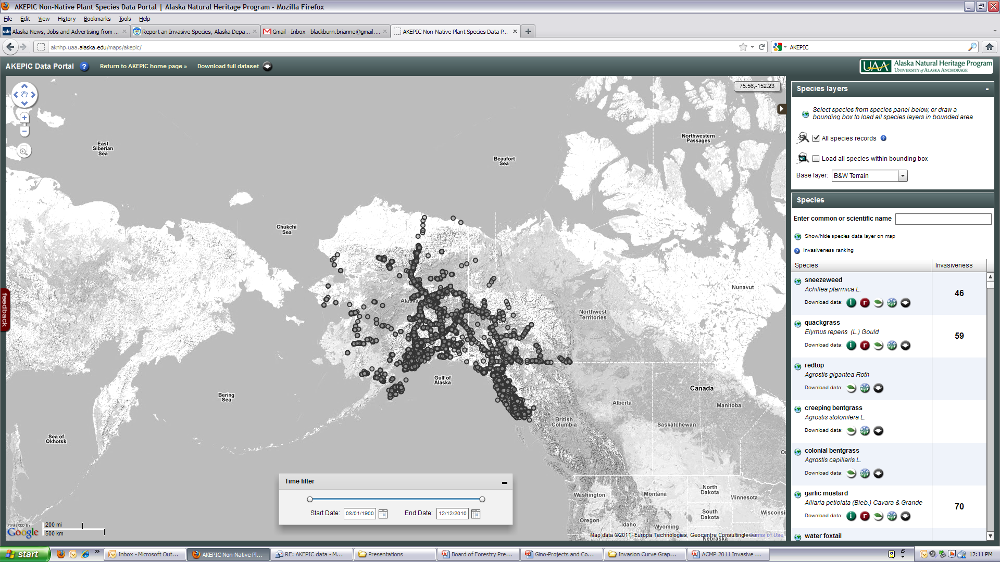 AKEPIC Non-Native Plant Species Data Portal | Alaska Natural Heritage Program - Mozilla Firefox
File Edit View History Bookmarks Tools Help
adn Alaska News, Jobs and Advertising from ...
Report an Invasive Species, Alaska Depa...
Gmail - Inbox - blackburn.brianne@gmail....
AKEPIC Non-Native Plant Species Data P...
aknhp.uaa.alaska.edu/maps/akepic/
AKEPIC
AKEPIC Data Portal ? Return to AKEPIC home page » Download full dataset
UAA Alaska Natural Heritage Program
UNIVERSITY of ALASKA ANCHORAGE
75.56,-152.23
East
Siberian
Sea
Beaufort
Sea
Northwestern
Passages
Chukchi
Sea
Nunavut
Alaska
Northwest
Territories
Gulf of
Alaska
Bering
Sea
Canada
Alberta
Manitoba
British
Columbia
Saskatchewan
Sea of
Okhotsk
Washington
Montana
North
Dakota
Minnesota
Oregon
Idaho
Wyoming
South
Dakota
Wisconsi
Nebraska
feedback
Time filter
Start Date: 08/01/1900 End Date: 12/12/2010
POWERED BY
Google
200 mi
500 km
Map data ©2011 Europa Technologies, Geocentre Consulting Terms of Use
Species layers -
Select species from species panel below, or draw a
bounding box to load all species layers in bounded area
All species records ?
Load all species within bounding box
Base layer: B&W Terrain
Species
Enter common or scientific name
Show/hide species data layer on map
? Invasiveness ranking
Species Invasiveness
sneezeweed
Achillea ptarmica L.
46
Download data: i r
quackgrass
Elymus repens (L.) Gould
59
Download data: i r
redtop
Agrostis gigantea Roth
Download data:
creeping bentgrass
Agrostis stolonifera L.
Download data:
colonial bentgrass
Agrostis capillaris L.
Download data:
garlic mustard
Alliaria petiolata (Bieb.) Cavara & Grande
70
Download data: i r
water foxtail
start
»
Inbox - Microsoft Out...
AKEPIC Non-Native Pl...
RE: AKEPIC data - M...
Presentations
Board of Forestry Pre...
Gino-Projects and Co...
Invasion Curve Grap...
ACMP 2011 Invasive ...
12:11 PM